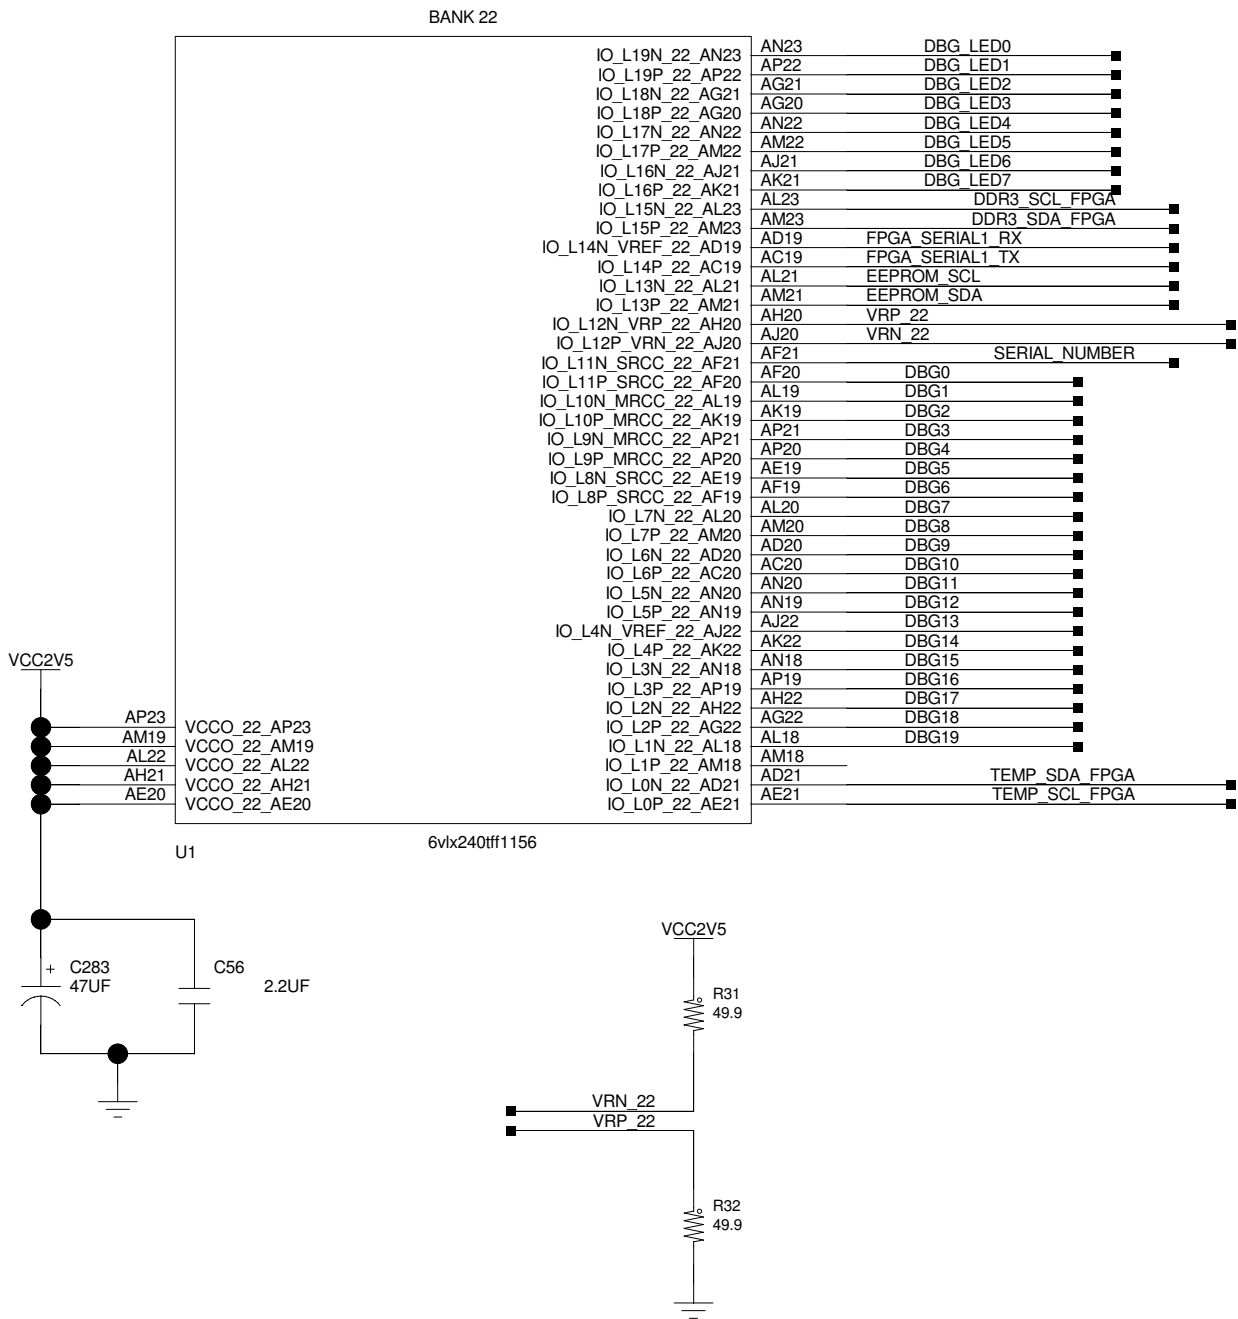 BANK 22
IO_L19N_22_AN23 AN23 DBG_LED0
IO_L19P_22_AP22 AP22 DBG_LED1
IO_L18N_22_AG21 AG21 DBG_LED2
IO_L18P_22_AG20 AG20 DBG_LED3
IO_L17N_22_AN22 AN22 DBG_LED4
IO_L17P_22_AM22 AM22 DBG_LED5
IO_L16N_22_AJ21 AJ21 DBG_LED6
IO_L16P_22_AK21 AK21 DBG_LED7
IO_L15N_22_AL23 AL23 DDR3_SCL_FPGA
IO_L15P_22_AM23 AM23 DDR3_SDA_FPGA
IO_L14N_VREF_22_AD19 AD19 FPGA_SERIAL1_RX
IO_L14P_22_AC19 AC19 FPGA_SERIAL1_TX
IO_L13N_22_AL21 AL21 EEPROM_SCL
IO_L13P_22_AM21 AM21 EEPROM_SDA
IO_L12N_VRP_22_AH20 AH20 VRP_22
IO_L12P_VRN_22_AJ20 AJ20 VRN_22
IO_L11N_SRCC_22_AF21 AF21 SERIAL_NUMBER
IO_L11P_SRCC_22_AF20 AF20 DBG0
IO_L10N_MRCC_22_AL19 AL19 DBG1
IO_L10P_MRCC_22_AK19 AK19 DBG2
IO_L9N_MRCC_22_AP21 AP21 DBG3
IO_L9P_MRCC_22_AP20 AP20 DBG4
IO_L8N_SRCC_22_AE19 AE19 DBG5
IO_L8P_SRCC_22_AF19 AF19 DBG6
IO_L7N_22_AL20 AL20 DBG7
IO_L7P_22_AM20 AM20 DBG8
IO_L6N_22_AD20 AD20 DBG9
IO_L6P_22_AC20 AC20 DBG10
IO_L5N_22_AN20 AN20 DBG11
IO_L5P_22_AN19 AN19 DBG12
IO_L4N_VREF_22_AJ22 AJ22 DBG13
IO_L4P_22_AK22 AK22 DBG14
IO_L3N_22_AN18 AN18 DBG15
IO_L3P_22_AP19 AP19 DBG16
IO_L2N_22_AH22 AH22 DBG17
IO_L2P_22_AG22 AG22 DBG18
IO_L1N_22_AL18 AL18 DBG19
IO_L1P_22_AM18 AM18
IO_L0N_22_AD21 AD21 TEMP_SDA_FPGA
IO_L0P_22_AE21 AE21 TEMP_SCL_FPGA
VCC2V5
AP23 VCCO_22_AP23
AM19 VCCO_22_AM19
AL22 VCCO_22_AL22
AH21 VCCO_22_AH21
AE20 VCCO_22_AE20
U1
6vlx240tff1156
+ C283
47UF
C56
2.2UF
VCC2V5
R31
49.9
VRN_22
VRP_22
R32
49.9